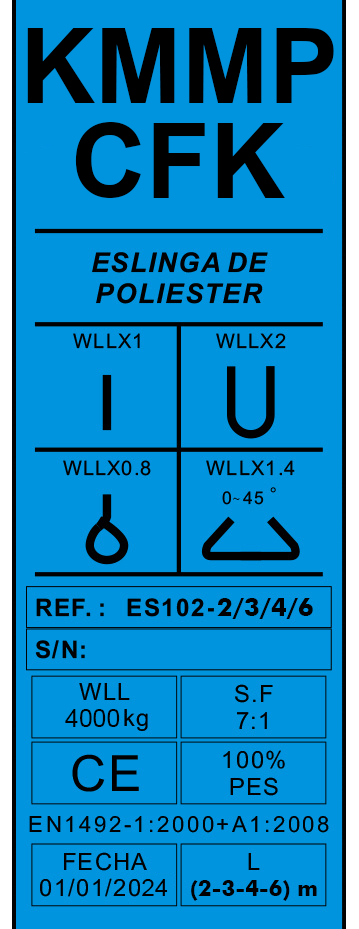 KMMP
CFK
ESLINGA DE
POLIESTER
WLLX1
WLLX2
WLLX0.8
WLLX1.4
0~45°
REF. : ES102-2/3/4/6
S/N:
WLL
4000kg
S.F
7:1
CE
100%
PES
EN1492-1:2000+A1:2008
FECHA
01/01/2024
L
(2-3-4-6) m